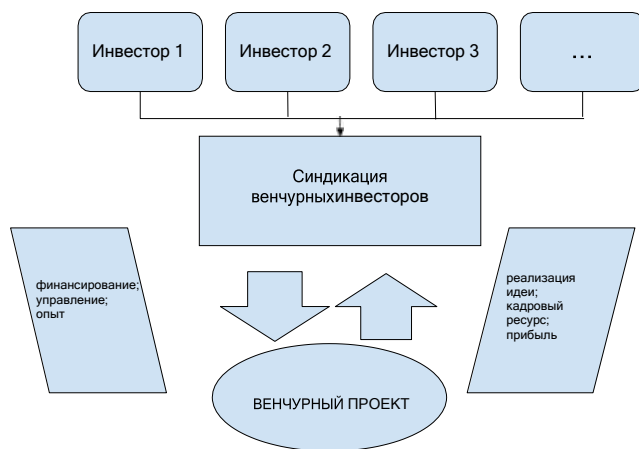 Инвестор 1
Инвестор 2
Инвестор 3
...
Синдикация
венчурныхинвесторов
финансирование;
управление;
опыт
реализация
идеи;
кадровый
ресурс;
прибыль
ВЕНЧУРНЫЙ ПРОЕКТ